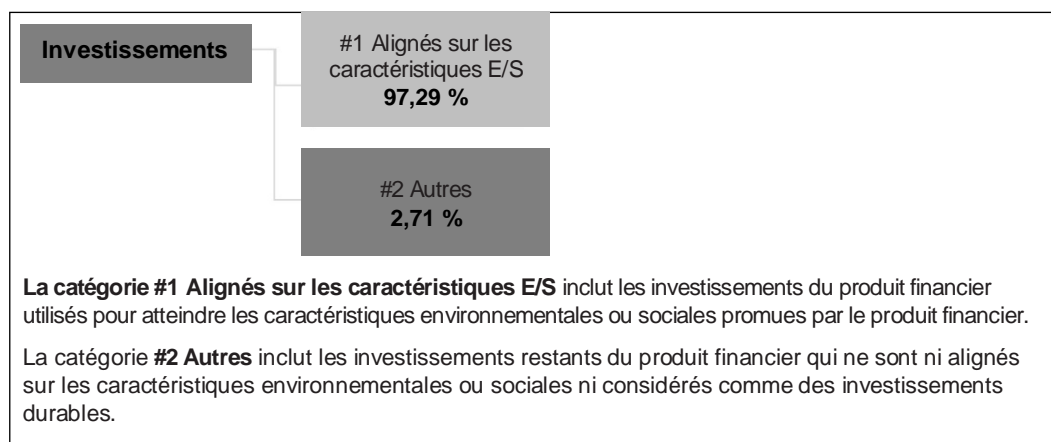 Investissements
#1 Alignés sur les
caractéristiques E/S
97,29 %
#2 Autres
2,71 %
La catégorie #1 Alignés sur les caractéristiques E/S inclut les investissements du produit financier
utilisés pour atteindre les caractéristiques environnementales ou sociales promues par le produit financier.
La catégorie #2 Autres inclut les investissements restants du produit financier qui ne sont ni alignés
sur les caractéristiques environnementales ou sociales ni considérés comme des investissements
durables.